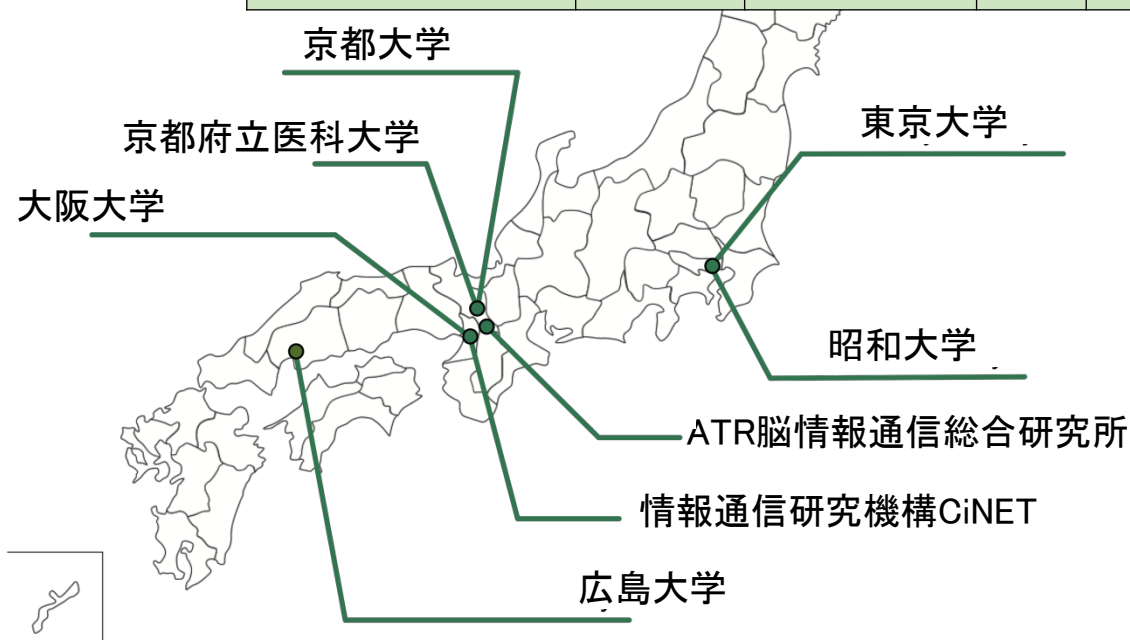 京都大学
東京大学
京都府立医科大学
大阪大学
昭和大学
ATR脳情報通信総合研究所
情報通信研究機構CiNET
広島大学